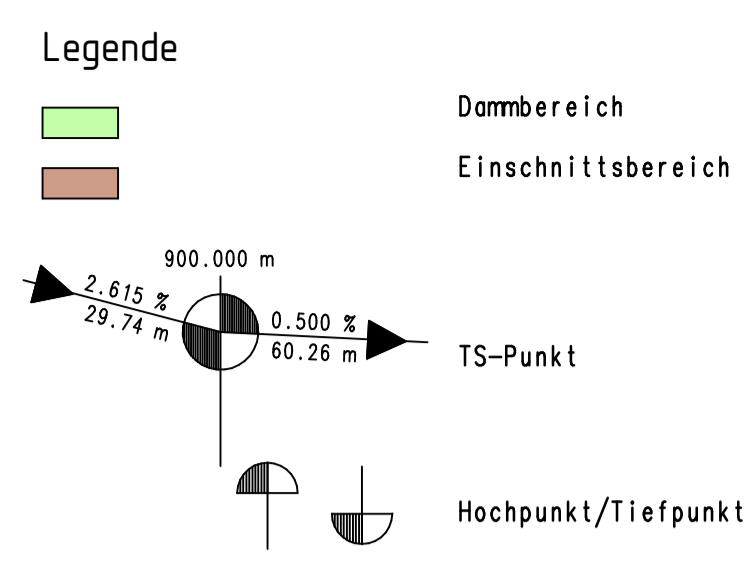 Legende
Dammbereich
Einschnittsbereich
900.000 m
2.615 %
29.74 m
0.500 %
60.26 m
TS-Punkt
Hochpunkt/Tiefpunkt